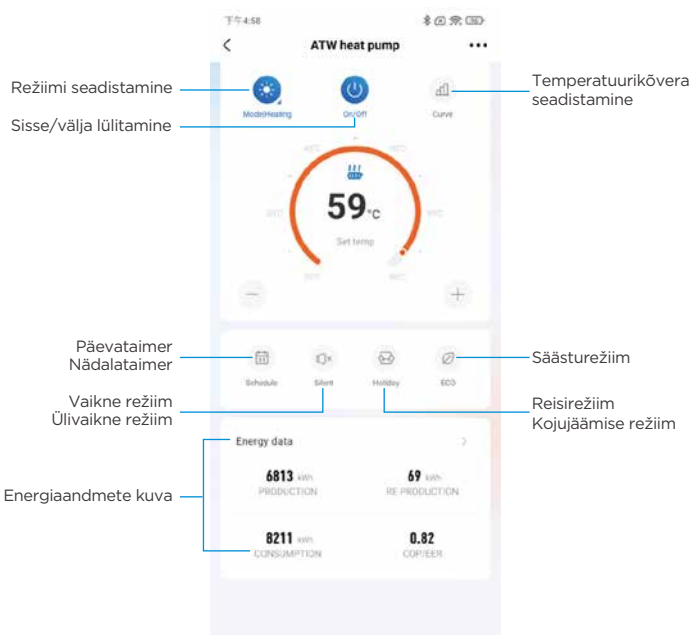 下午4:58
ATW heat pump
Režiimi seadistamine
Sisse/välja lülitamine
Temperatuurikõvera
seadistamine
Mode|Heating
On/Off
Curve
59 °C
Set temp
Päevataimer
Nädalataimer
Vaikne režiim
Ülivaikne režiim
Säästurežiim
Reisirežiim
Kojujäämise režiim
Schedule
Silent
Holiday
ECO
Energiaandmete kuva
Energy data
6813 kWh
PRODUCTION
69 kWh
RE PRODUCTION
8211 kWh
CONSUMPTION
0.82
COP/EER